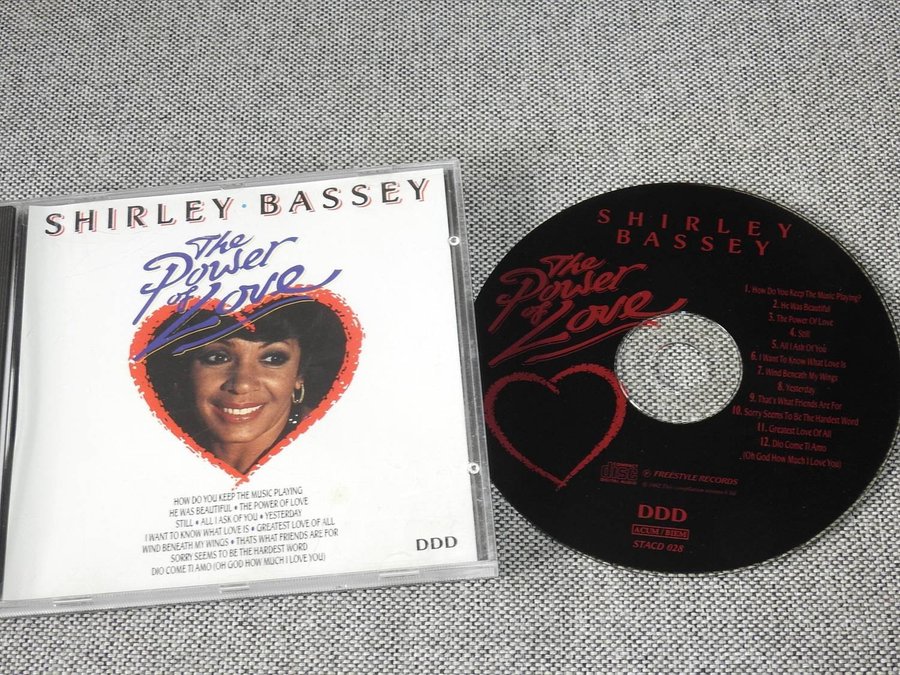 SHIRLEY · BASSEY
The
Power
of Love
HOW DO YOU KEEP THE MUSIC PLAYING
HE WAS BEAUTIFUL • THE POWER OF LOVE
STILL • ALL I ASK OF YOU • YESTERDAY
I WANT TO KNOW WHAT LOVE IS • GREATEST LOVE OF ALL
WIND BENEATH MY WINGS • THATS WHAT FRIENDS ARE FOR
SORRY SEEMS TO BE THE HARDEST WORD
DIO COME TI AMO (OH GOD HOW MUCH I LOVE YOU)
DDD
SHIRLEY
BASSEY
The
Power
of Love
1. How Do You Keep The Music Playing?
2. He Was Beautiful
3. The Power Of Love
4. Still
5. All I Ask Of You
6. I Want To Know What Love Is
7. Wind Beneath My Wings
8. Yesterday
9. That's What Friends Are For
10. Sorry Seems To Be The Hardest Word
11. Greatest Love Of All
12. Dio Come Ti Amo
(Oh God How Much I Love You)
COMPACT
disc
DIGITAL AUDIO
℗ FREESTYLE RECORDS
DDD
ACUM / BIEM
STACD 028